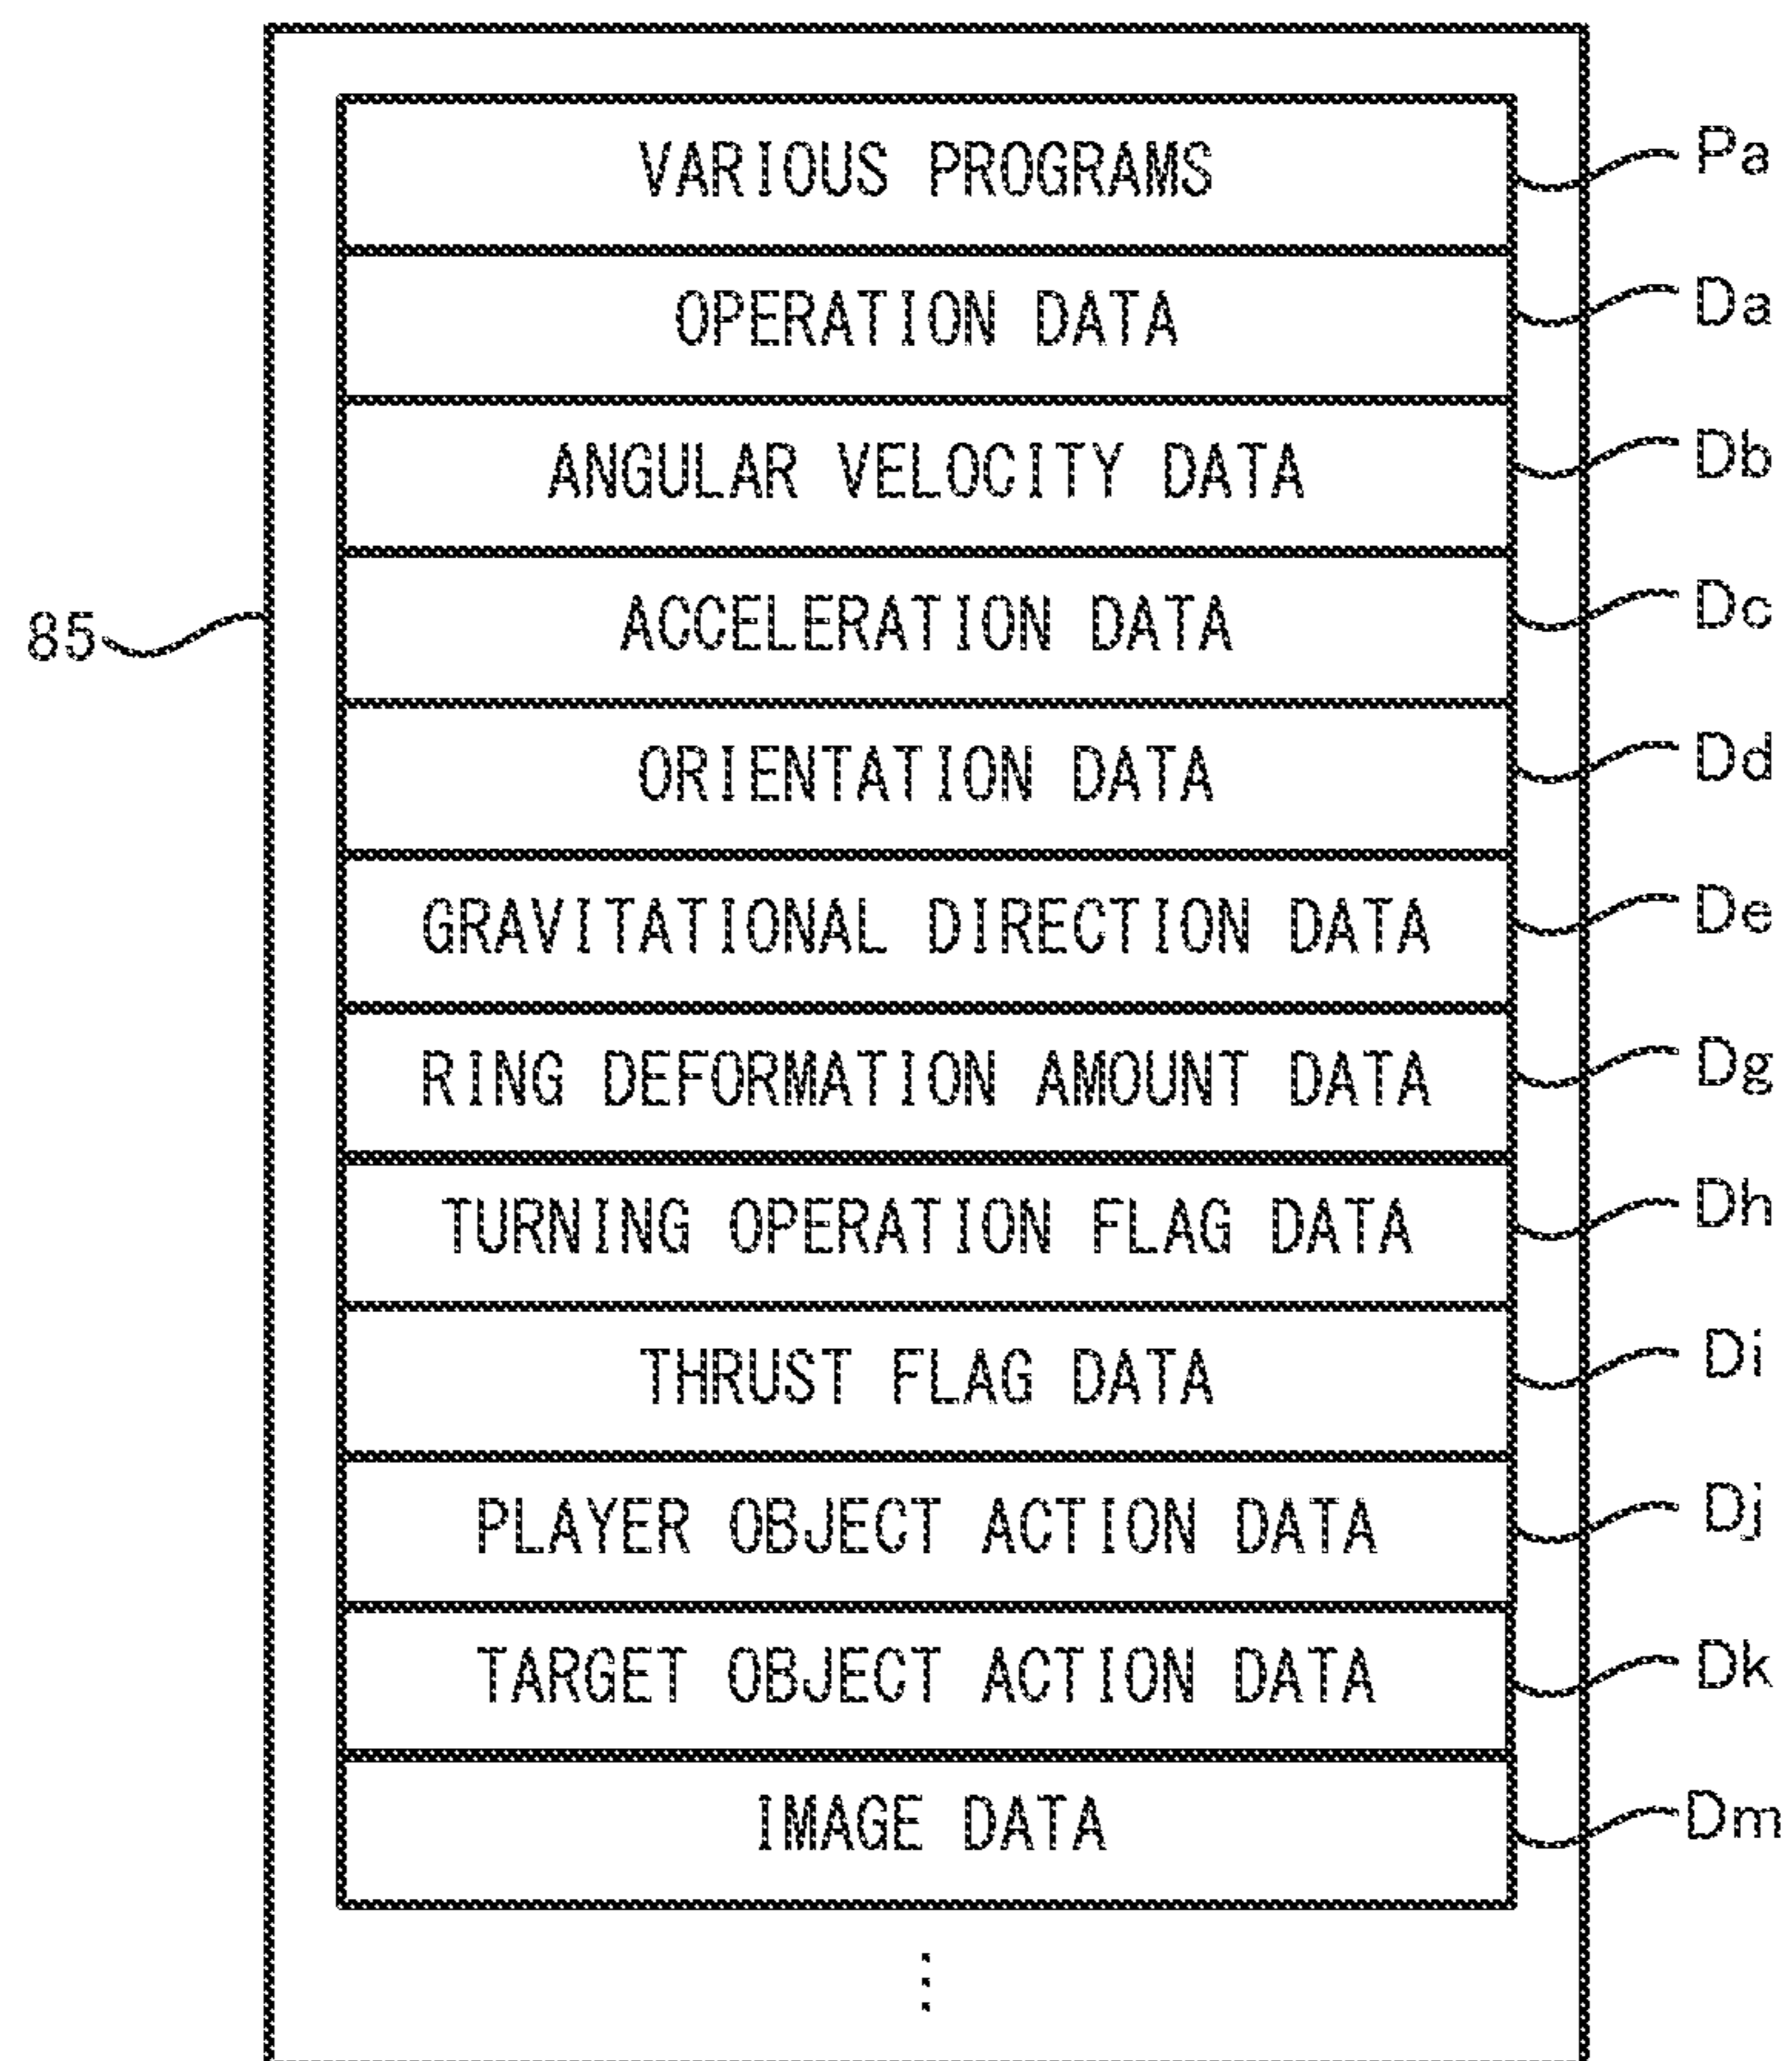 VARIOUS PROGRAMS Pa
OPERATION DATA Da
ANGULAR VELOCITY DATA Db
85 ACCELERATION DATA Dc
ORIENTATION DATA Dd
GRAVITATIONAL DIRECTION DATA De
RING DEFORMATION AMOUNT DATA Dg
TURNING OPERATION FLAG DATA Dh
THRUST FLAG DATA Di
PLAYER OBJECT ACTION DATA Dj
TARGET OBJECT ACTION DATA Dk
IMAGE DATA Dm
⋮